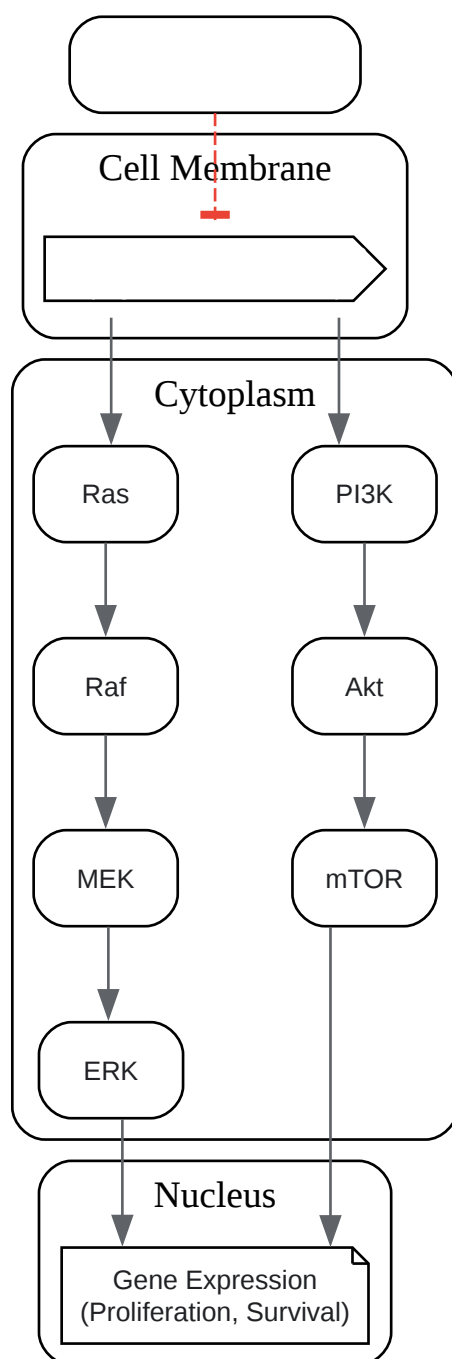 Cell Membrane
Cytoplasm
Ras
PI3K
Raf
Akt
MEK
mTOR
ERK
Nucleus
Gene Expression
(Proliferation, Survival)